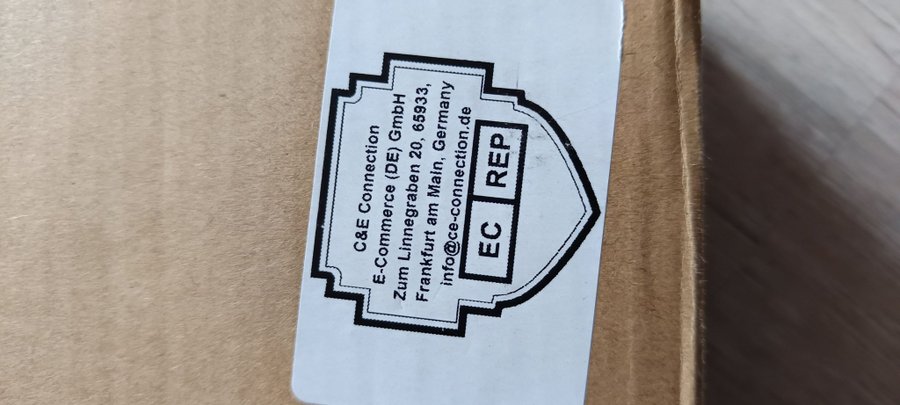 C&E Connection
E-Commerce (DE) GmbH
Zum Linnegraben 20, 65933,
Frankfurt am Main, Germany
info@ce-connection.de
EC REP